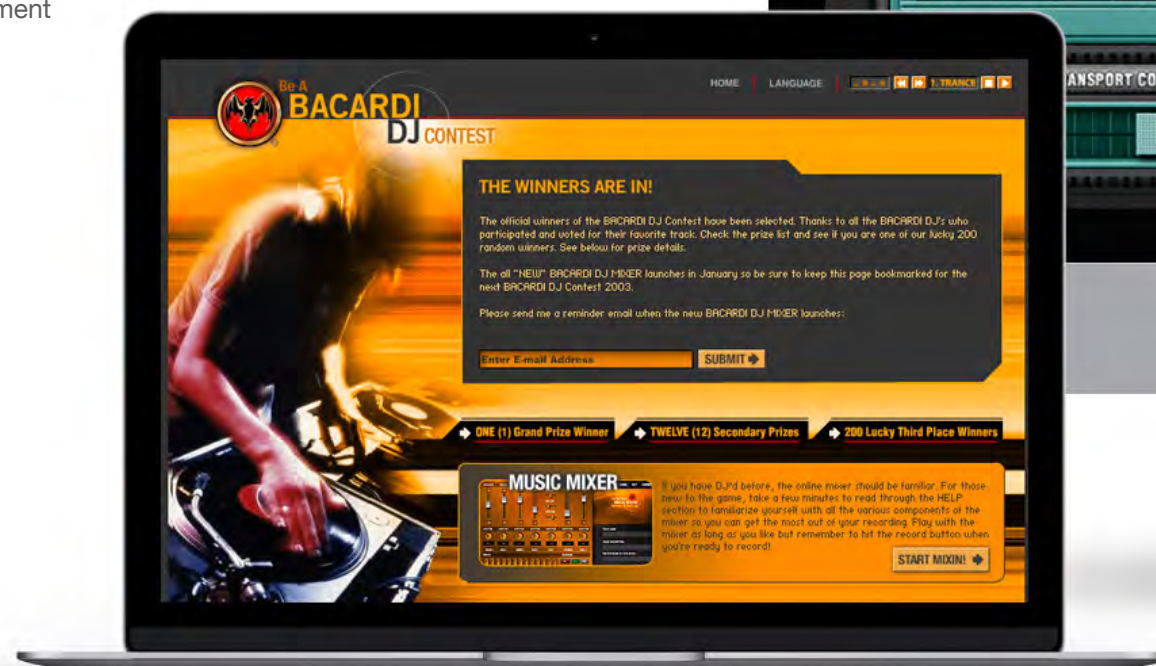 ment
ANSPORT CO
Be A
BACARDI
DJ CONTEST
HOME
LANGUAGE
1. TRANCE
THE WINNERS ARE IN!
The official winners of the BACARDI DJ Contest have been selected. Thanks to all the BACARDI DJ's who
participated and voted for their favorite track. Check the prize list and see if you are one of our lucky 200
random winners. See below for prize details.
The all "NEW" BACARDI DJ MIXER launches in January so be sure to keep this page bookmarked for the
next BACARDI DJ Contest 2003.
Please send me a reminder email when the new BACARDI DJ MIXER launches:
Enter E-mail Address
SUBMIT
ONE (1) Grand Prize Winner
TWELVE (12) Secondary Prizes
200 Lucky Third Place Winners
MUSIC MIXER
If you have DJ'd before, the online mixer should be familiar. For those
new to the game, take a few minutes to read through the HELP
section to familiarize yourself with all the various components of the
mixer so you can get the most out of your recording. Play with the
mixer as long as you like but remember to hit the record button when
you're ready to record!
START MIXIN!